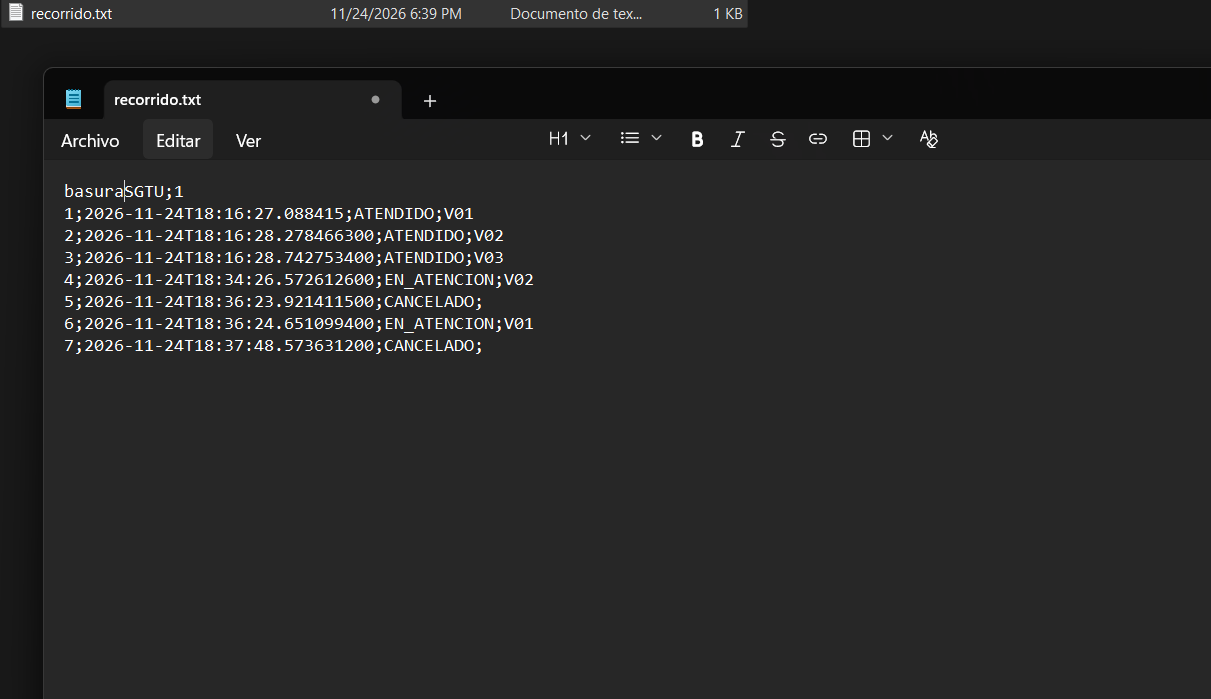 recorrido.txt 11/24/2026 6:39 PM Documento de tex... 1 KB
recorrido.txt
Archivo Editar Ver H1
basuraSGTU;1
1;2026-11-24T18:16:27.088415;ATENDIDO;V01
2;2026-11-24T18:16:28.278466300;ATENDIDO;V02
3;2026-11-24T18:16:28.742753400;ATENDIDO;V03
4;2026-11-24T18:34:26.572612600;EN_ATENCION;V02
5;2026-11-24T18:36:23.921411500;CANCELADO;
6;2026-11-24T18:36:24.651099400;EN_ATENCION;V01
7;2026-11-24T18:37:48.573631200;CANCELADO;